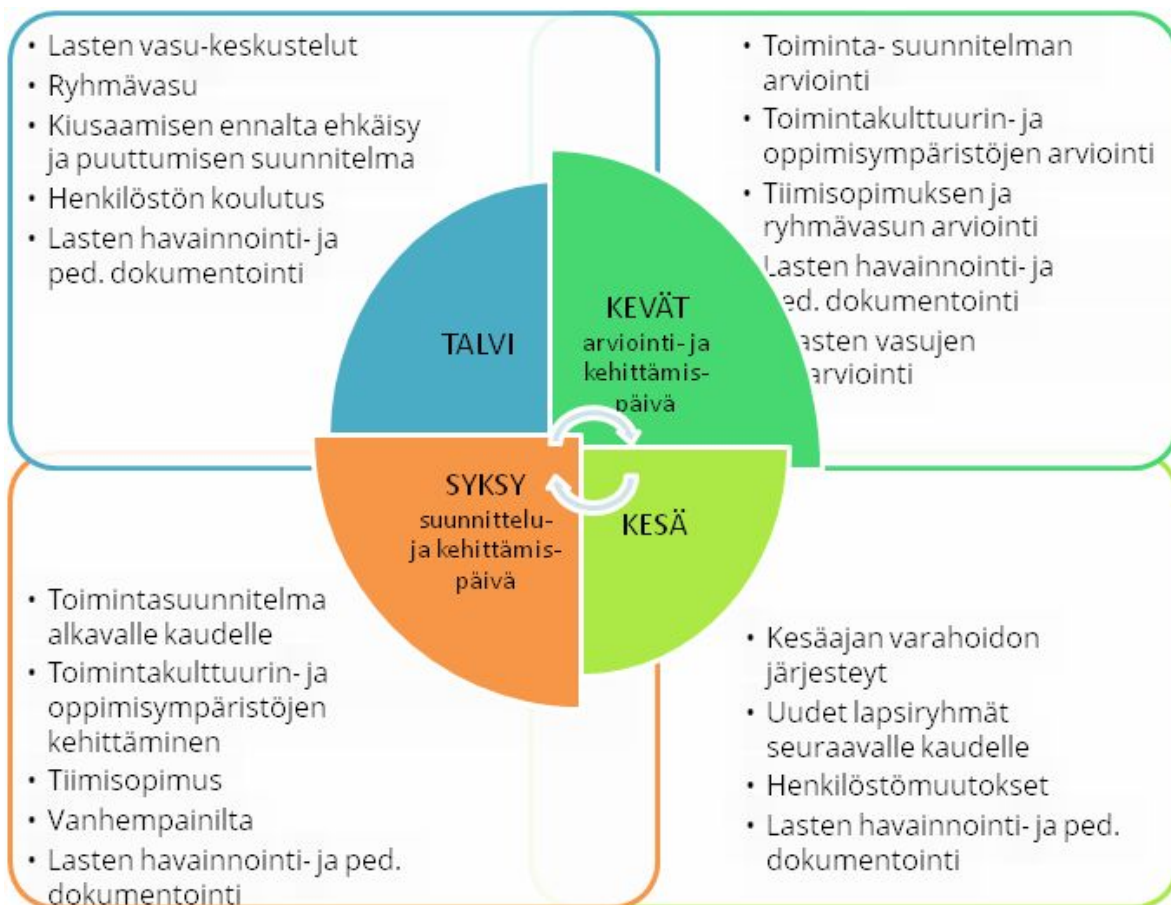 • Lasten vasu-keskustelut
• Ryhmävasu
• Kiusaamisen ennalta ehkäisy
ja puuttumisen suunnitelma
• Henkilöstön koulutus
• Lasten havainnointi- ja
ped. dokumentointi
• Toiminta- suunnitelman
arviointi
• Toimintakulttuurin- ja
oppimisympäristöjen arviointi
• Tiimisopimuksen ja
ryhmävasun arviointi
Lasten havainnointi- ja
ped. dokumentointi
Lasten vasujen
arviointi
TALVI
KEVÄT
arviointi- ja
kehittämis-
päivä
SYKSY
suunnittelu-
ja kehittämis-
päivä
KESÄ
• Toimintasuunnitelma
alkavalle kaudelle
• Toimintakulttuurin- ja
oppimisympäristöjen
kehittäminen
• Tiimisopimus
• Vanhempainilta
• Lasten havainnointi- ja ped.
dokumentointi
• Kesäajan varahoidon
järjesteyt
• Uudet lapsiryhmät
seuraavalle kaudelle
• Henkilöstömuutokset
• Lasten havainnointi- ja ped.
dokumentointi